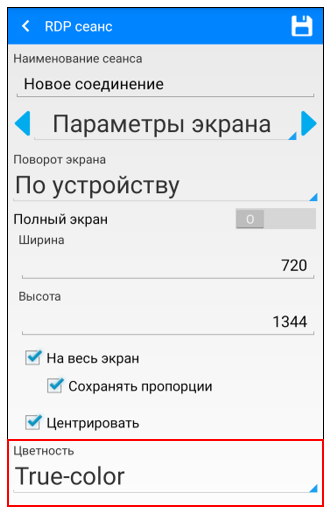 RDP сеанс
Наименование сеанса
Новое соединение
Параметры экрана
Поворот экрана
По устройству
Полный экран
O
Ширина
720
Высота
1344
На весь экран
Сохранять пропорции
Центрировать
Цветность
True-color